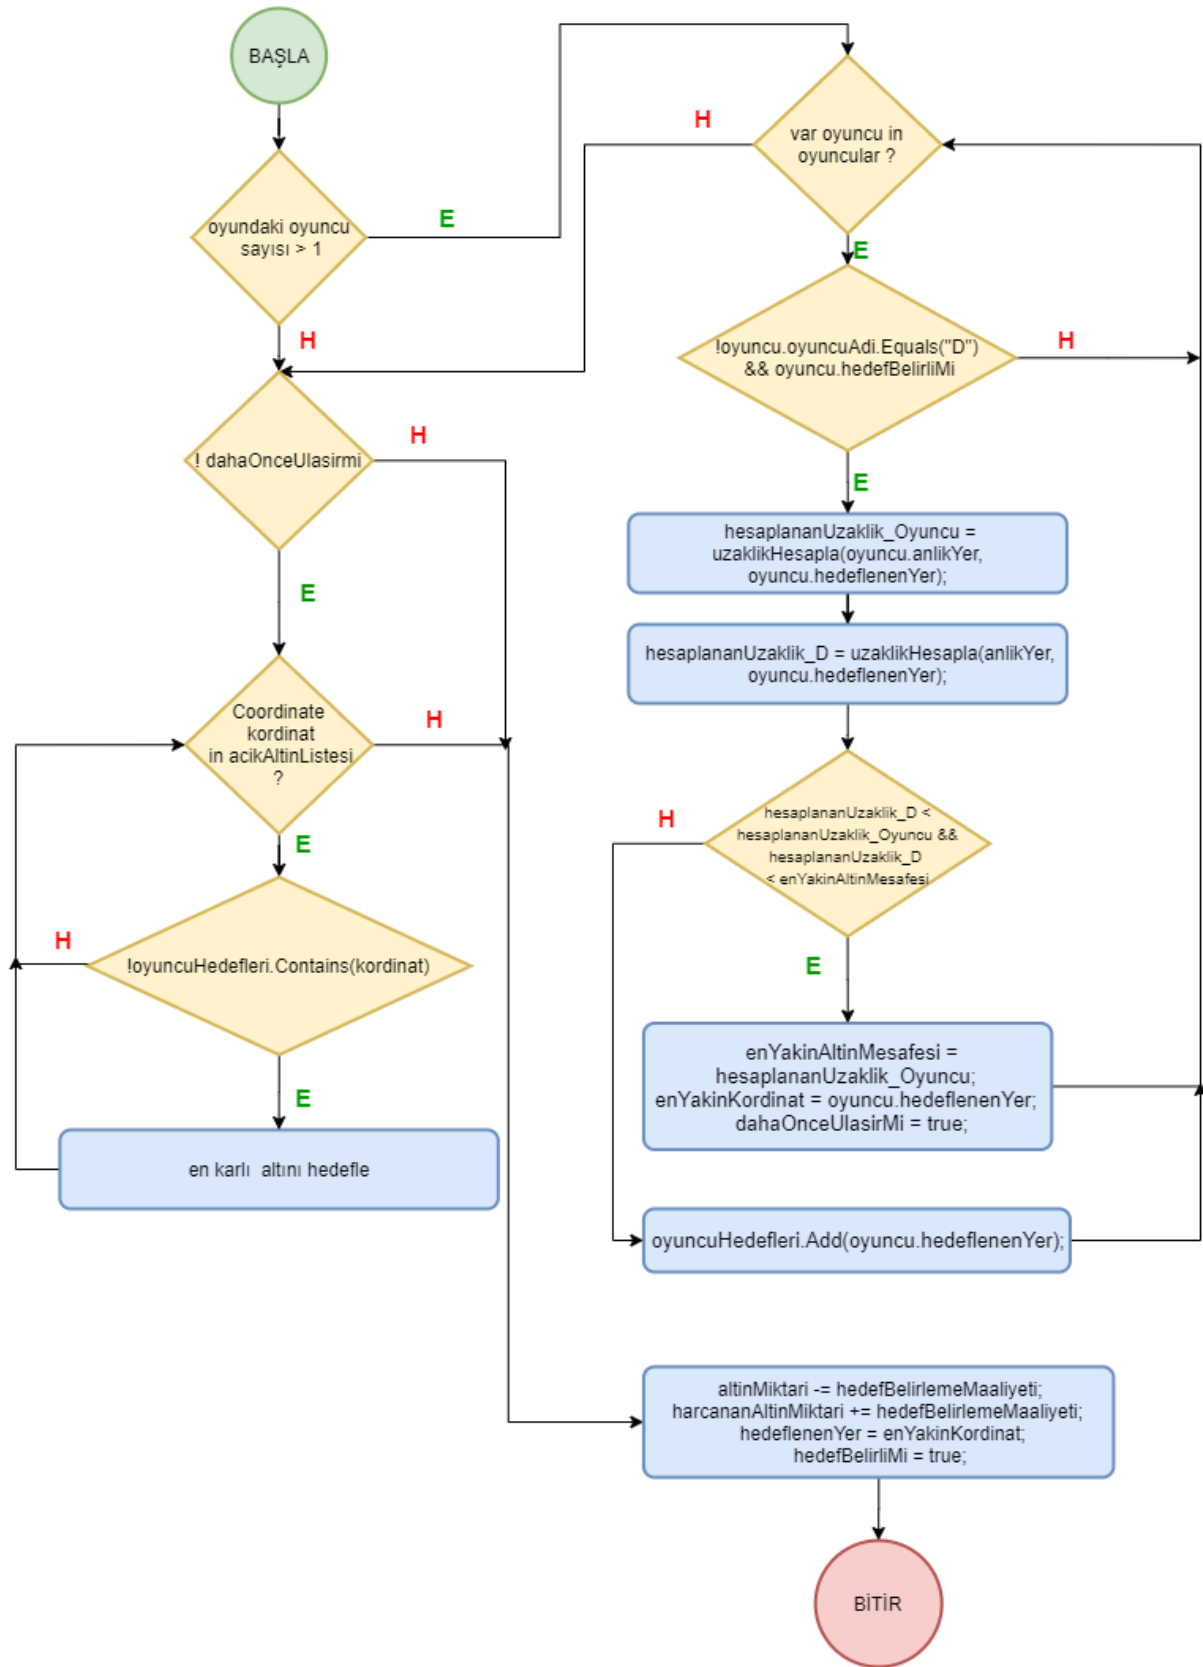 BAŞLA
oyundaki oyuncu
sayısı > 1
E
H
var oyuncu in
oyuncular ?
H
E
!oyuncu.oyuncuAdi.Equals("D")
&& oyuncu.hedefBelirliMi
H
E
hesaplananUzaklik_Oyuncu =
uzaklikHesapla(oyuncu.anlikYer,
oyuncu.hedeflenenYer);
hesaplananUzaklik_D = uzaklikHesapla(anlikYer,
oyuncu.hedeflenenYer);
hesaplananUzaklik_D <
hesaplananUzaklik_Oyuncu &&
hesaplananUzaklik_D
< enYakinAltinMesafesi
H
E
enYakinAltinMesafesi =
hesaplananUzaklik_Oyuncu;
enYakinKordinat = oyuncu.hedeflenenYer;
dahaOnceUlasirMi = true;
oyuncuHedefleri.Add(oyuncu.hedeflenenYer);
! dahaOnceUlasirmi
H
E
Coordinate
kordinat
in acikAltinListesi
?
H
E
!oyuncuHedefleri.Contains(kordinat)
H
E
en karlı  altını hedefle
altinMiktari -= hedefBelirlemeMaaliyeti;
harcananAltinMiktari += hedefBelirlemeMaaliyeti;
hedeflenenYer = enYakinKordinat;
hedefBelirliMi = true;
BİTİR